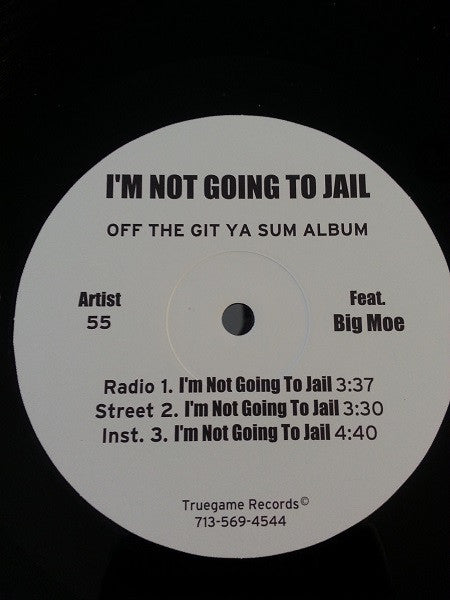 I'M NOT GOING TO JAIL
OFF THE GIT YA SUM ALBUM
Artist
55
Feat.
Big Moe
Radio 1. I'm Not Going To Jail 3:37
Street 2. I'm Not Going To Jail 3:30
Inst. 3. I'm Not Going To Jail 4:40
Truegame Records©
713-569-4544